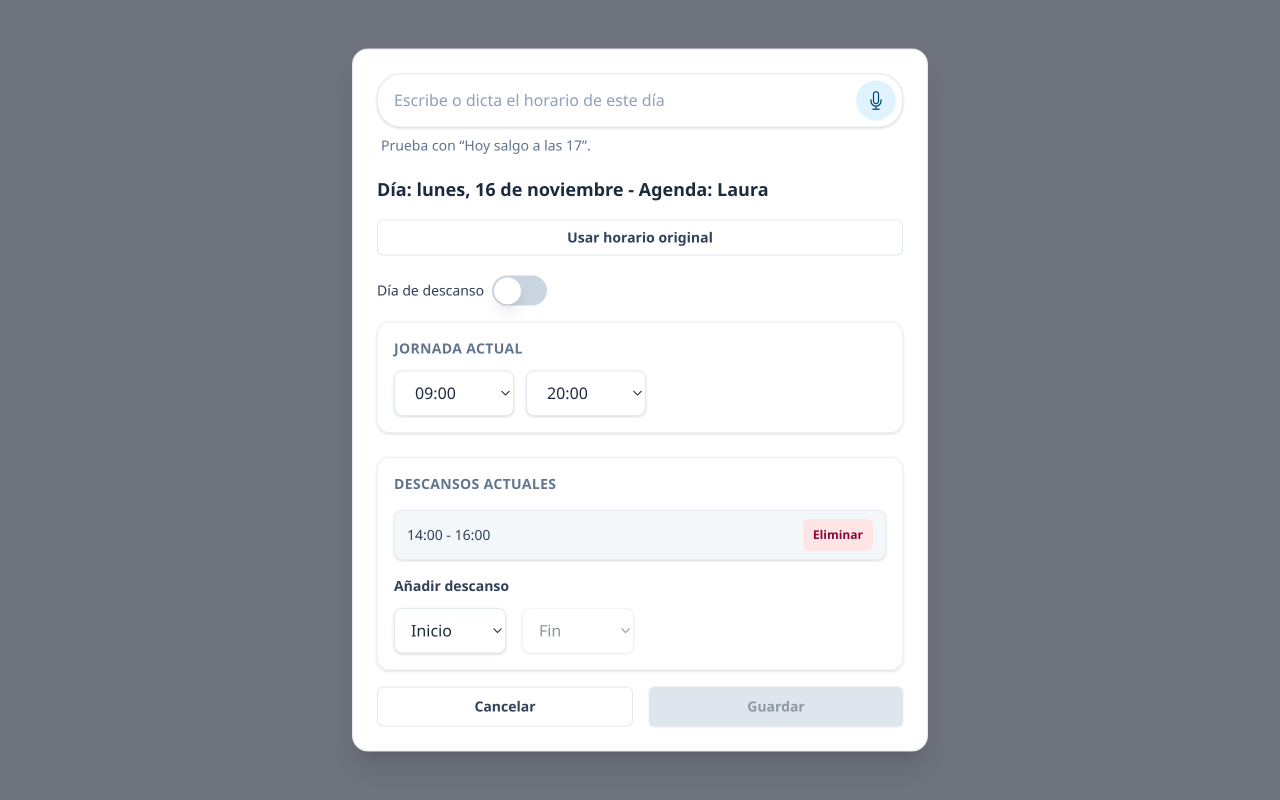 Escribe o dicta el horario de este día
Prueba con “Hoy salgo a las 17”.
Día: lunes, 16 de noviembre - Agenda: Laura
Usar horario original
Día de descanso
JORNADA ACTUAL
09:00 20:00
DESCANSOS ACTUALES
14:00 - 16:00 Eliminar
Añadir descanso
Inicio Fin
Cancelar Guardar